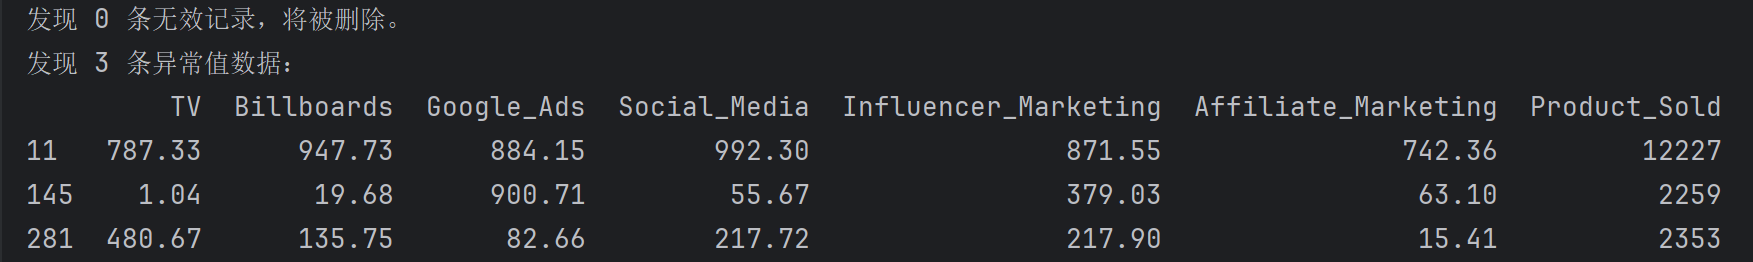 发现 0 条无效记录，将被删除。
发现 3 条异常值数据：
TV Billboards Google_Ads Social_Media Influencer_Marketing Affiliate_Marketing Product_Sold
11 787.33 947.73 884.15 992.30 871.55 742.36 12227
145 1.04 19.68 900.71 55.67 379.03 63.10 2259
281 480.67 135.75 82.66 217.72 217.90 15.41 2353